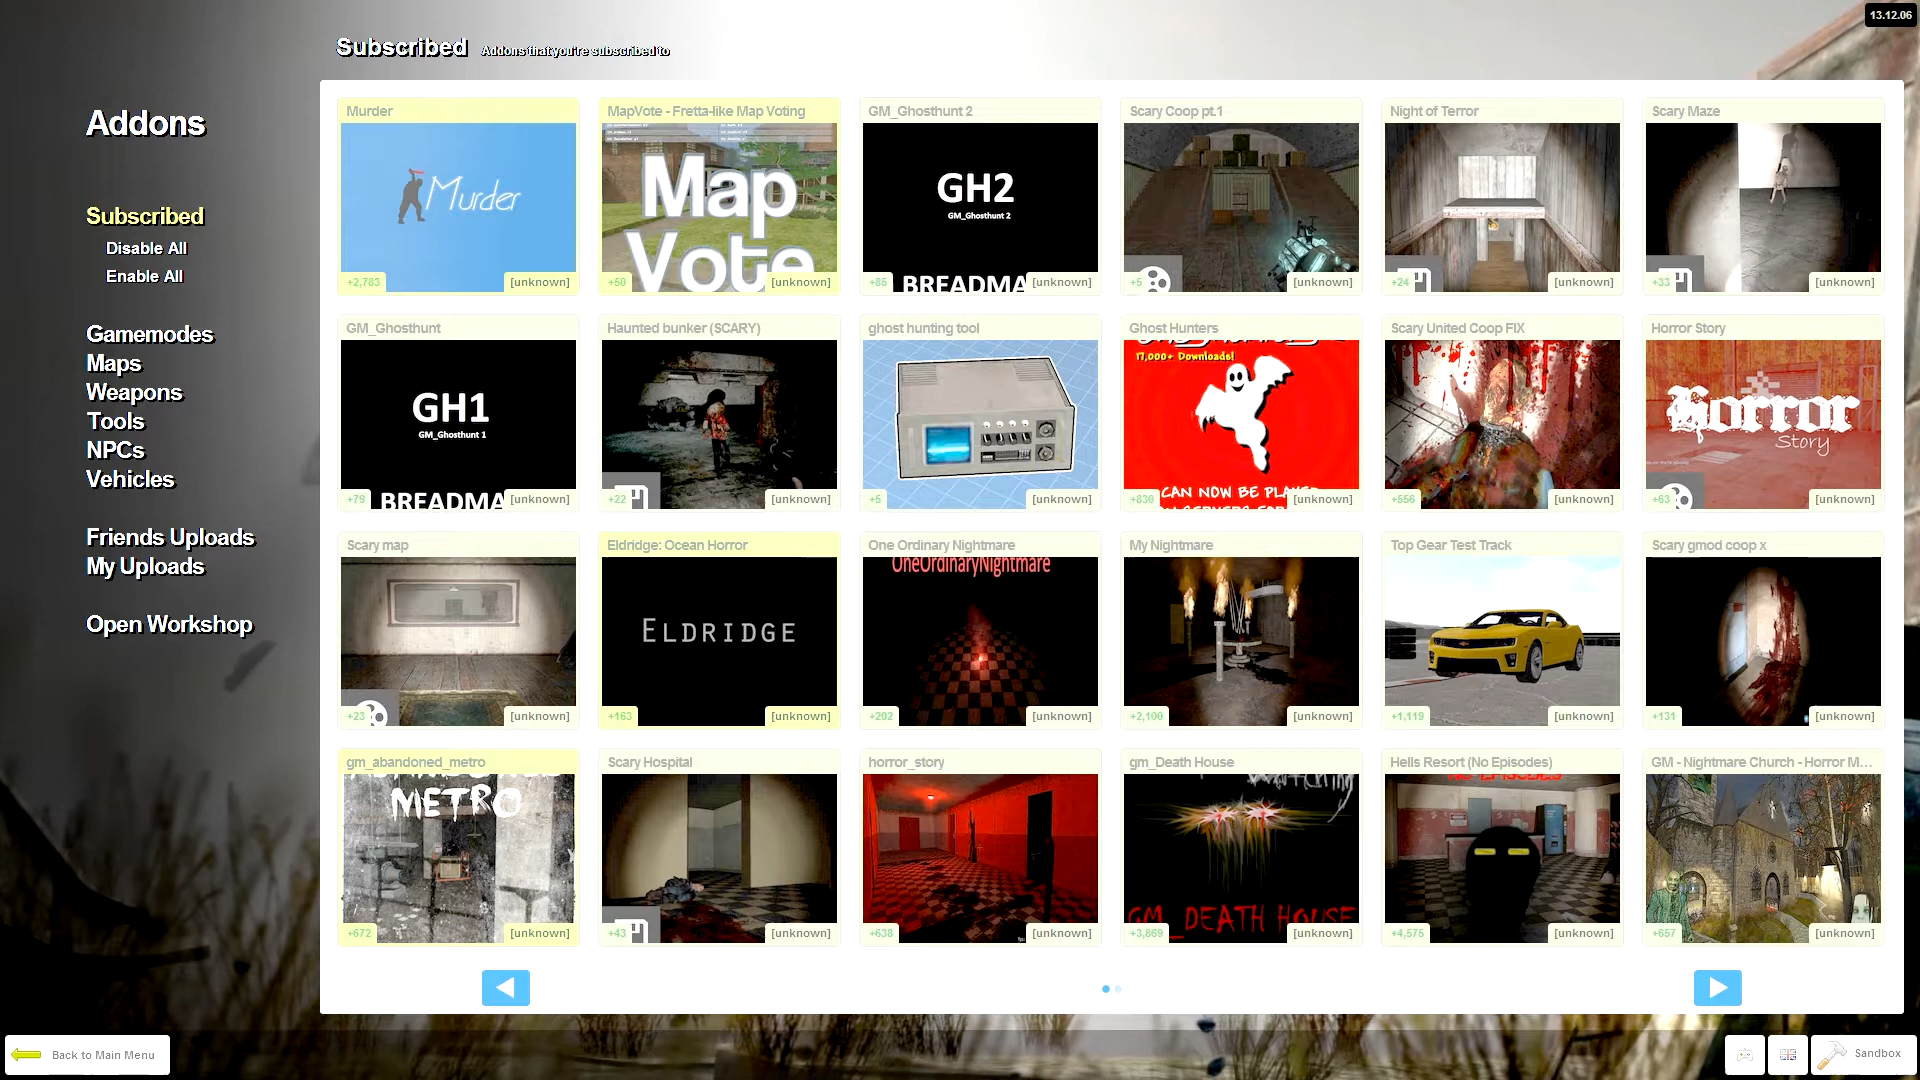 13.12.06
Subscribed Addons that you're subscribed to
Addons
Subscribed
Disable All
Enable All
Gamemodes
Maps
Weapons
Tools
NPCs
Vehicles
Friends Uploads
My Uploads
Open Workshop
Murder
Murder
+2,783
[unknown]
MapVote - Fretta-like Map Voting
Map
Vote
+50
[unknown]
GM_Ghosthunt 2
GH2
GM_Ghosthunt 2
BREADMA
+85
[unknown]
Scary Coop pt.1
+5
[unknown]
Night of Terror
+24
[unknown]
Scary Maze
+33
[unknown]
GM_Ghosthunt
GH1
GM_Ghosthunt 1
BREADMA
+79
[unknown]
Haunted bunker (SCARY)
+22
[unknown]
ghost hunting tool
+5
[unknown]
Ghost Hunters
17,000+ Downloads!
CAN NOW BE PLAYE
+830
[unknown]
Scary United Coop FIX
+556
[unknown]
Horror Story
Horror
Story
+63
[unknown]
Scary map
+23
[unknown]
Eldridge: Ocean Horror
ELDRIDGE
+163
[unknown]
One Ordinary Nightmare
OneOrdinaryNightmare
+202
[unknown]
My Nightmare
+2,100
[unknown]
Top Gear Test Track
+1,119
[unknown]
Scary gmod coop x
+131
[unknown]
gm_abandoned_metro
METRO
+672
[unknown]
Scary Hospital
+43
[unknown]
horror_story
+638
[unknown]
gm_Death House
GM_DEATH HOUSE
+3,869
[unknown]
Hells Resort (No Episodes)
NO EPISODES
+4,575
[unknown]
GM - Nightmare Church - Horror M...
+657
[unknown]
Back to Main Menu
Sandbox